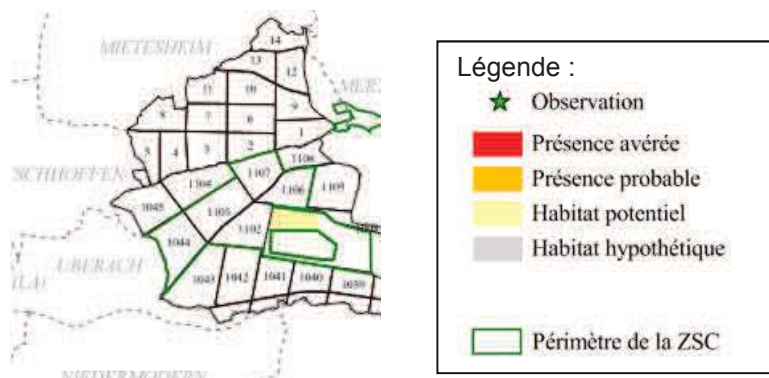 MIETESHEIM
14
13
12
11
10
MERS
8
7
6
9
1
5
4
3
2
1108
1107
SCHHOFFEN
1104
1106
1109
1045
1105
1102
1044
UBERACH
1043
1042
1041
1040
1039
NIEDERMODERN
Légende :
Observation
Présence avérée
Présence probable
Habitat potentiel
Habitat hypothétique
Périmètre de la ZSC